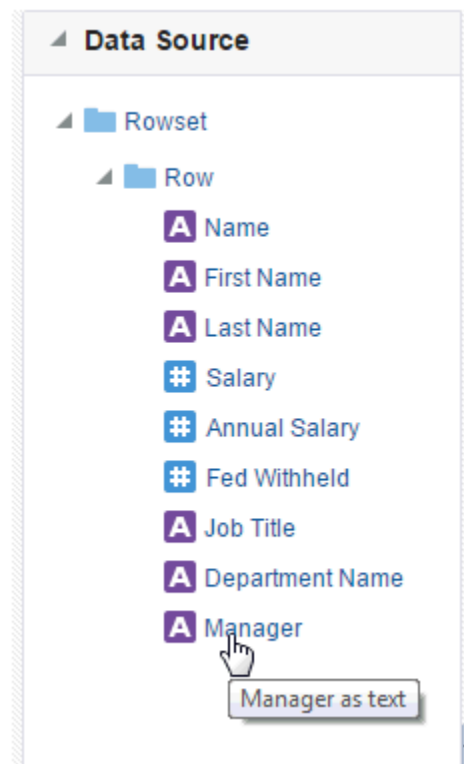 Data Source
Rowset
Row
A Name
A First Name
A Last Name
# Salary
# Annual Salary
# Fed Withheld
A Job Title
A Department Name
A Manager
Manager as text